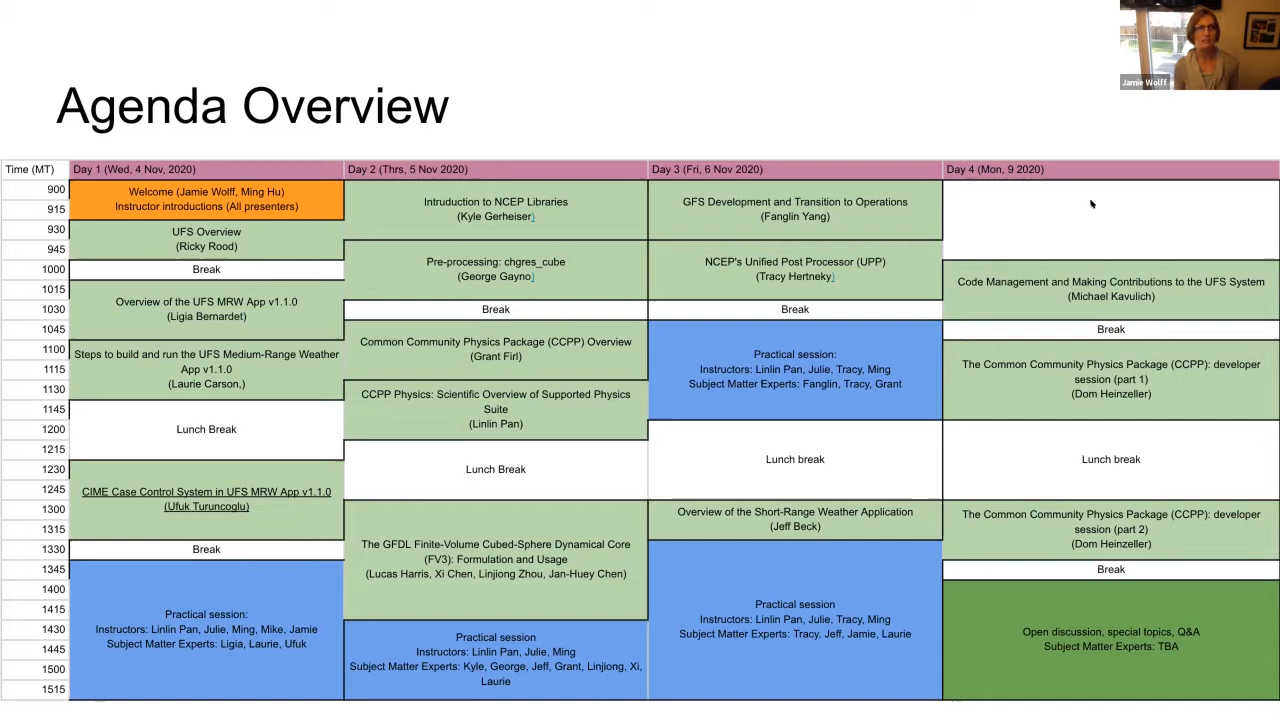 Jamie Wolff
Agenda Overview
Time (MT)
Day 1 (Wed, 4 Nov, 2020)
Day 2 (Thrs, 5 Nov 2020)
Day 3 (Fri, 6 Nov 2020)
Day 4 (Mon, 9 2020)
900
915
930
945
1000
1015
1030
1045
1100
1115
1130
1145
1200
1215
1230
1245
1300
1315
1330
1345
1400
1415
1430
1445
1500
1515
Welcome (Jamie Wolff, Ming Hu)
Instructor introductions (All presenters)
UFS Overview
(Ricky Rood)
Break
Overview of the UFS MRW App v1.1.0
(Ligia Bernardet)
Steps to build and run the UFS Medium-Range Weather
App v1.1.0
(Laurie Carson,)
Lunch Break
CIME Case Control System in UFS MRW App v1.1.0
(Ufuk Turuncoglu)
Break
Practical session:
Instructors: Linlin Pan, Julie, Ming, Mike, Jamie
Subject Matter Experts: Ligia, Laurie, Ufuk
Introduction to NCEP Libraries
(Kyle Gerheiser)
Pre-processing: chgres_cube
(George Gayno)
Break
Common Community Physics Package (CCPP) Overview
(Grant Firl)
CCPP Physics: Scientific Overview of Supported Physics
Suite
(Linlin Pan)
Lunch Break
The GFDL Finite-Volume Cubed-Sphere Dynamical Core
(FV3): Formulation and Usage
(Lucas Harris, Xi Chen, Linjiong Zhou, Jan-Huey Chen)
Practical session
Instructors: Linlin Pan, Julie, Ming
Subject Matter Experts: Kyle, George, Jeff, Grant, Linjiong, Xi,
Laurie
GFS Development and Transition to Operations
(Fanglin Yang)
NCEP's Unified Post Processor (UPP)
(Tracy Hertneky)
Break
Practical session:
Instructors: Linlin Pan, Julie, Tracy, Ming
Subject Matter Experts: Fanglin, Tracy, Grant
Lunch break
Overview of the Short-Range Weather Application
(Jeff Beck)
Practical session
Instructors: Linlin Pan, Julie, Tracy, Ming
Subject Matter Experts: Tracy, Jeff, Jamie, Laurie
Code Management and Making Contributions to the UFS System
(Michael Kavulich)
Break
The Common Community Physics Package (CCPP): developer
session (part 1)
(Dom Heinzeller)
Lunch break
The Common Community Physics Package (CCPP): developer
session (part 2)
(Dom Heinzeller)
Break
Open discussion, special topics, Q&A
Subject Matter Experts: TBA